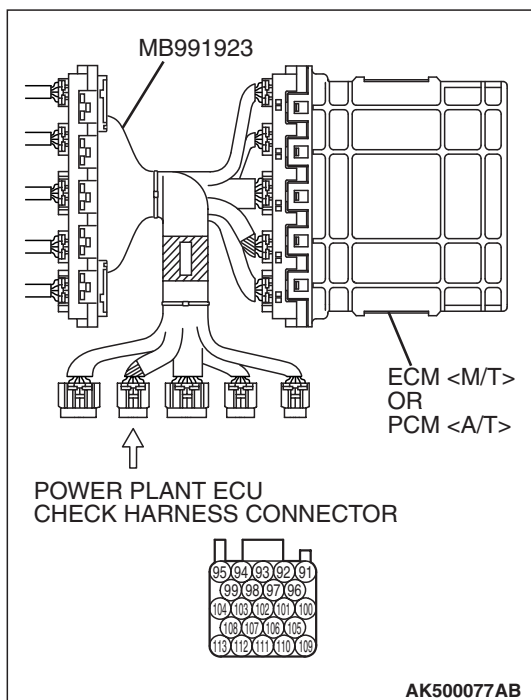 MB991923
ECM <M/T>
OR
PCM <A/T>
POWER PLANT ECU
CHECK HARNESS CONNECTOR
95 94 93 92 91
99 98 97 96
104 103 102 101 100
108 107 106 105
113 112 111 110 109
AK500077AB